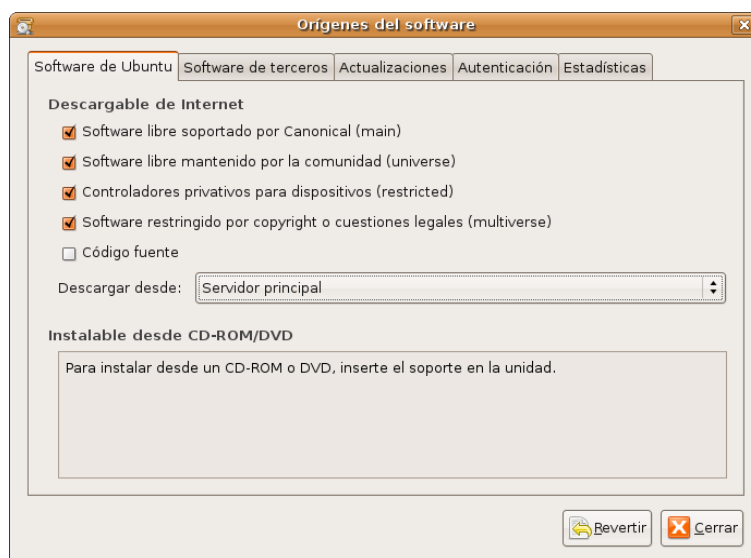 Orígenes del software
Software de Ubuntu
Software de terceros
Actualizaciones
Autenticación
Estadísticas
Descargable de Internet
Software libre soportado por Canonical (main)
Software libre mantenido por la comunidad (universe)
Controladores privativos para dispositivos (restricted)
Software restringido por copyright o cuestiones legales (multiverse)
Código fuente
Descargar desde: Servidor principal
Instalable desde CD-ROM/DVD
Para instalar desde un CD-ROM o DVD, inserte el soporte en la unidad.
Revertir
Cerrar